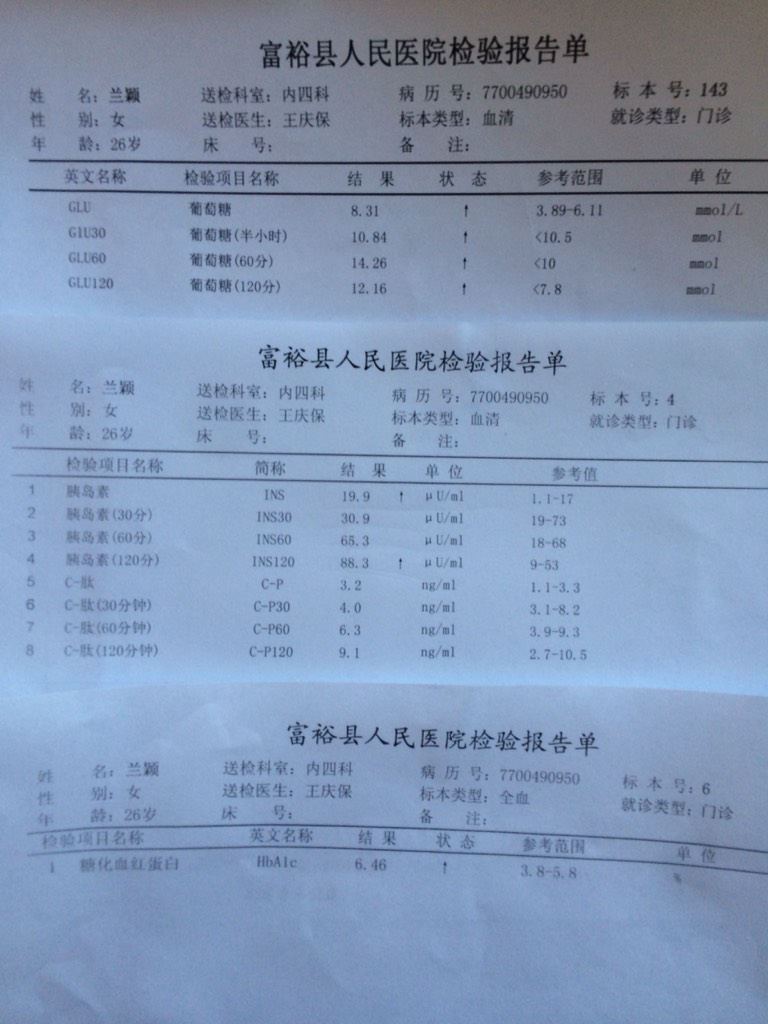 富裕县人民医院检验报告单
姓 名: 兰颖 送检科室: 内四科 病 历 号: 7700490950 标 本 号: 143
性 别: 女 送检医生: 王庆保 标本类型: 血清 就诊类型: 门诊
年 龄: 26岁 床 号: 备 注:
英文名称 检验项目名称 结 果 状 态 参考范围 单 位
GLU 葡萄糖 8.31 ↑ 3.89-6.11 mmol/L
G1U30 葡萄糖(半小时) 10.84 ↑ <10.5 mmol
GLU60 葡萄糖(60分) 14.26 ↑ <10 mmol
GLU120 葡萄糖(120分) 12.16 ↑ <7.8 mmol
富裕县人民医院检验报告单
姓 名: 兰颖 送检科室: 内四科 病 历 号: 7700490950 标 本 号: 4
性 别: 女 送检医生: 王庆保 标本类型: 血清 就诊类型: 门诊
年 龄: 26岁 床 号: 备 注:
检验项目名称 简称 结 果 单 位 参考值
1 胰岛素 INS 19.9 ↑ μU/ml 1.1-17
2 胰岛素(30分) INS30 30.9 μU/ml 19-73
3 胰岛素(60分) INS60 65.3 μU/ml 18-68
4 胰岛素(120分) INS120 88.3 ↑ μU/ml 9-53
5 C-肽 C-P 3.2 ng/ml 1.1-3.3
6 C-肽(30分钟) C-P30 4.0 ng/ml 3.1-8.2
7 C-肽(60分钟) C-P60 6.3 ng/ml 3.9-9.3
8 C-肽(120分钟) C-P120 9.1 ng/ml 2.7-10.5
富裕县人民医院检验报告单
姓 名: 兰颖 送检科室: 内四科 病 历 号: 7700490950 标 本 号: 6
性 别: 女 送检医生: 王庆保 标本类型: 全血 就诊类型: 门诊
年 龄: 26岁 床 号: 备 注:
检验项目名称 英文名称 结 果 状 态 参考范围 单 位
1 糖化血红蛋白 HbA1c 6.46 ↑ 3.8-5.8 %